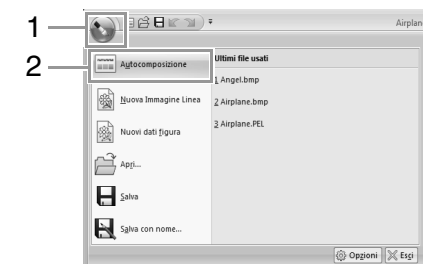 1
Airplan
2
Autocomposizione
Ultimi file usati
1 Angel.bmp
Nuova Immagine Linea
2 Airplane.bmp
3 Airplane.PEL
Nuovi dati figura
Apri...
Salva
Salva con nome...
Opzioni
Esci